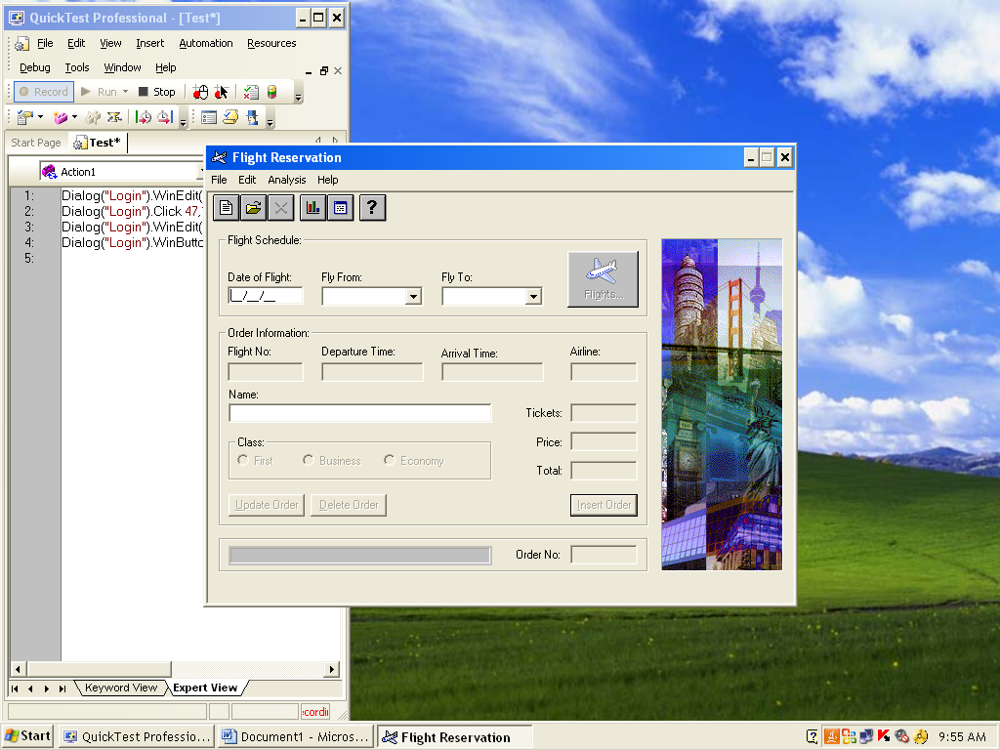 QuickTest Professional - [Test*]
File Edit View Insert Automation Resources
Debug Tools Window Help
Record Run Stop
Start Page Test*
Action1
1: Dialog("Login").WinEdit(
2: Dialog("Login").Click 47,
3: Dialog("Login").WinEdit(
4: Dialog("Login").WinButto
5:
Keyword View Expert View
Flight Reservation
File Edit Analysis Help
?
Flight Schedule:
Date of Flight: Fly From: Fly To:
__/__/__
Flights...
Order Information:
Flight No: Departure Time: Arrival Time: Airline:
Name:
Tickets:
Class:
Price:
First Business Economy
Total:
Update Order Delete Order Insert Order
Order No:
Start QuickTest Professio... Document1 - Micros... Flight Reservation 9:55 AM